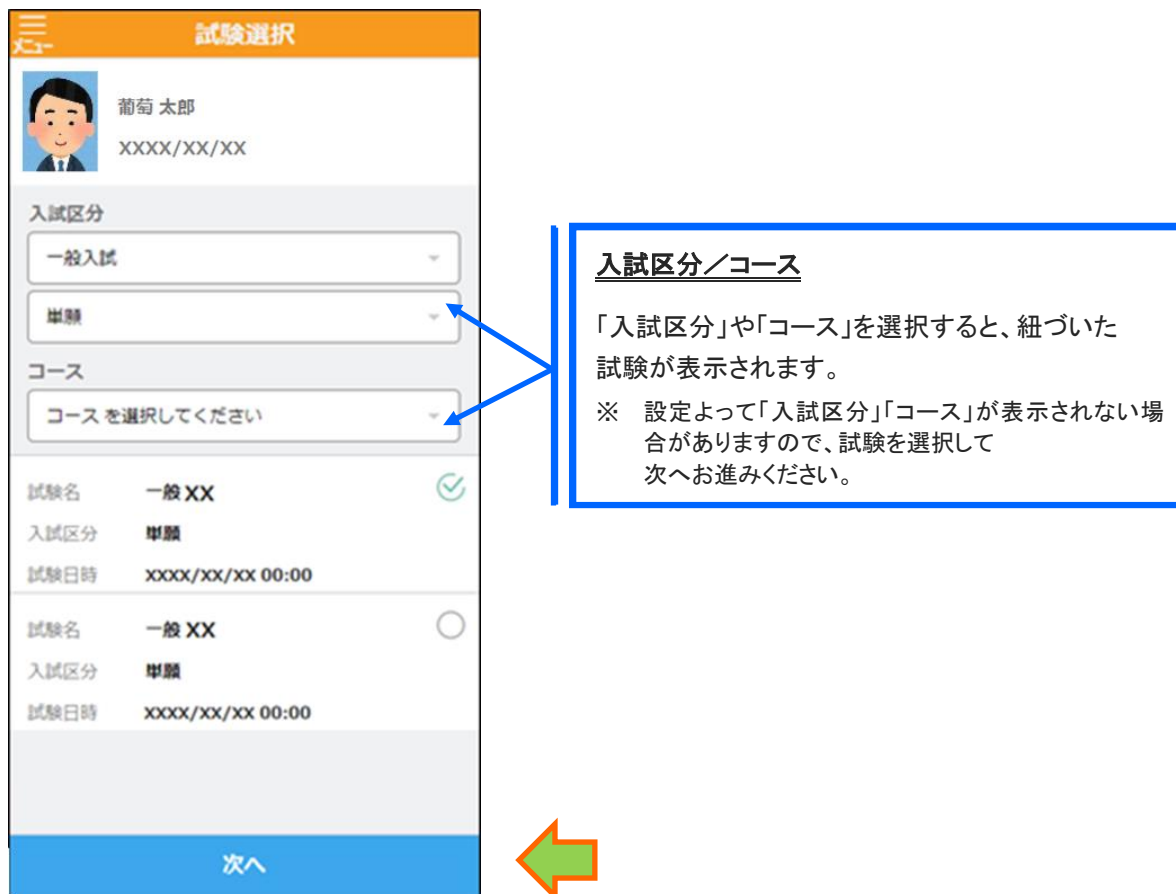 メニュー
試験選択
葡萄 太郎
XXXX/XX/XX
入試区分
一般入試
単願
コース
コース を選択してください
試験名 一般 XX
入試区分 単願
試験日時 XXXX/XX/XX 00:00
試験名 一般 XX
入試区分 単願
試験日時 XXXX/XX/XX 00:00
次へ
入試区分／コース
「入試区分」や「コース」を選択すると、紐づいた
試験が表示されます。
※ 設定よって「入試区分」「コース」が表示されない場
合がありますので、試験を選択して
次へお進みください。